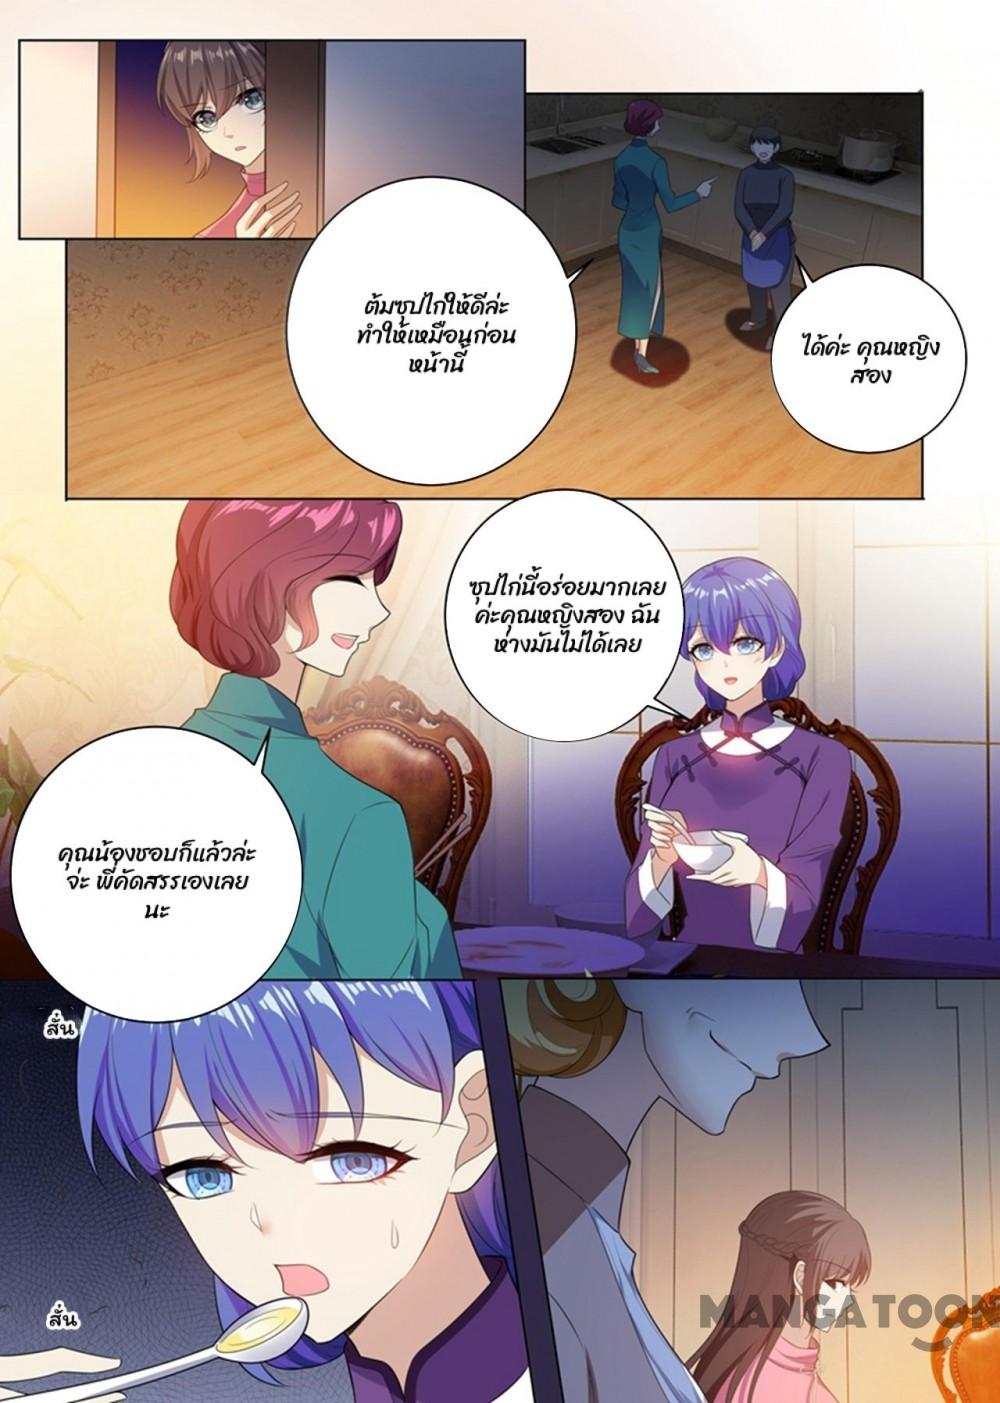 ต้มซุปไก่ให้ดีล่ะ
ทำให้เหมือนก่อน
หน้านี้
ได้ค่ะ คุณหญิง
สอง
ซุปไก่นี้อร่อยมากเลย
ค่ะคุณหญิงสอง ฉัน
ห่างมันไม่ได้เลย
คุณน้องชอบก็แล้วล่ะ
จ่ะ พี่คัดสรรเองเลย
นะ
สั่น
สั่น
MANGATOON